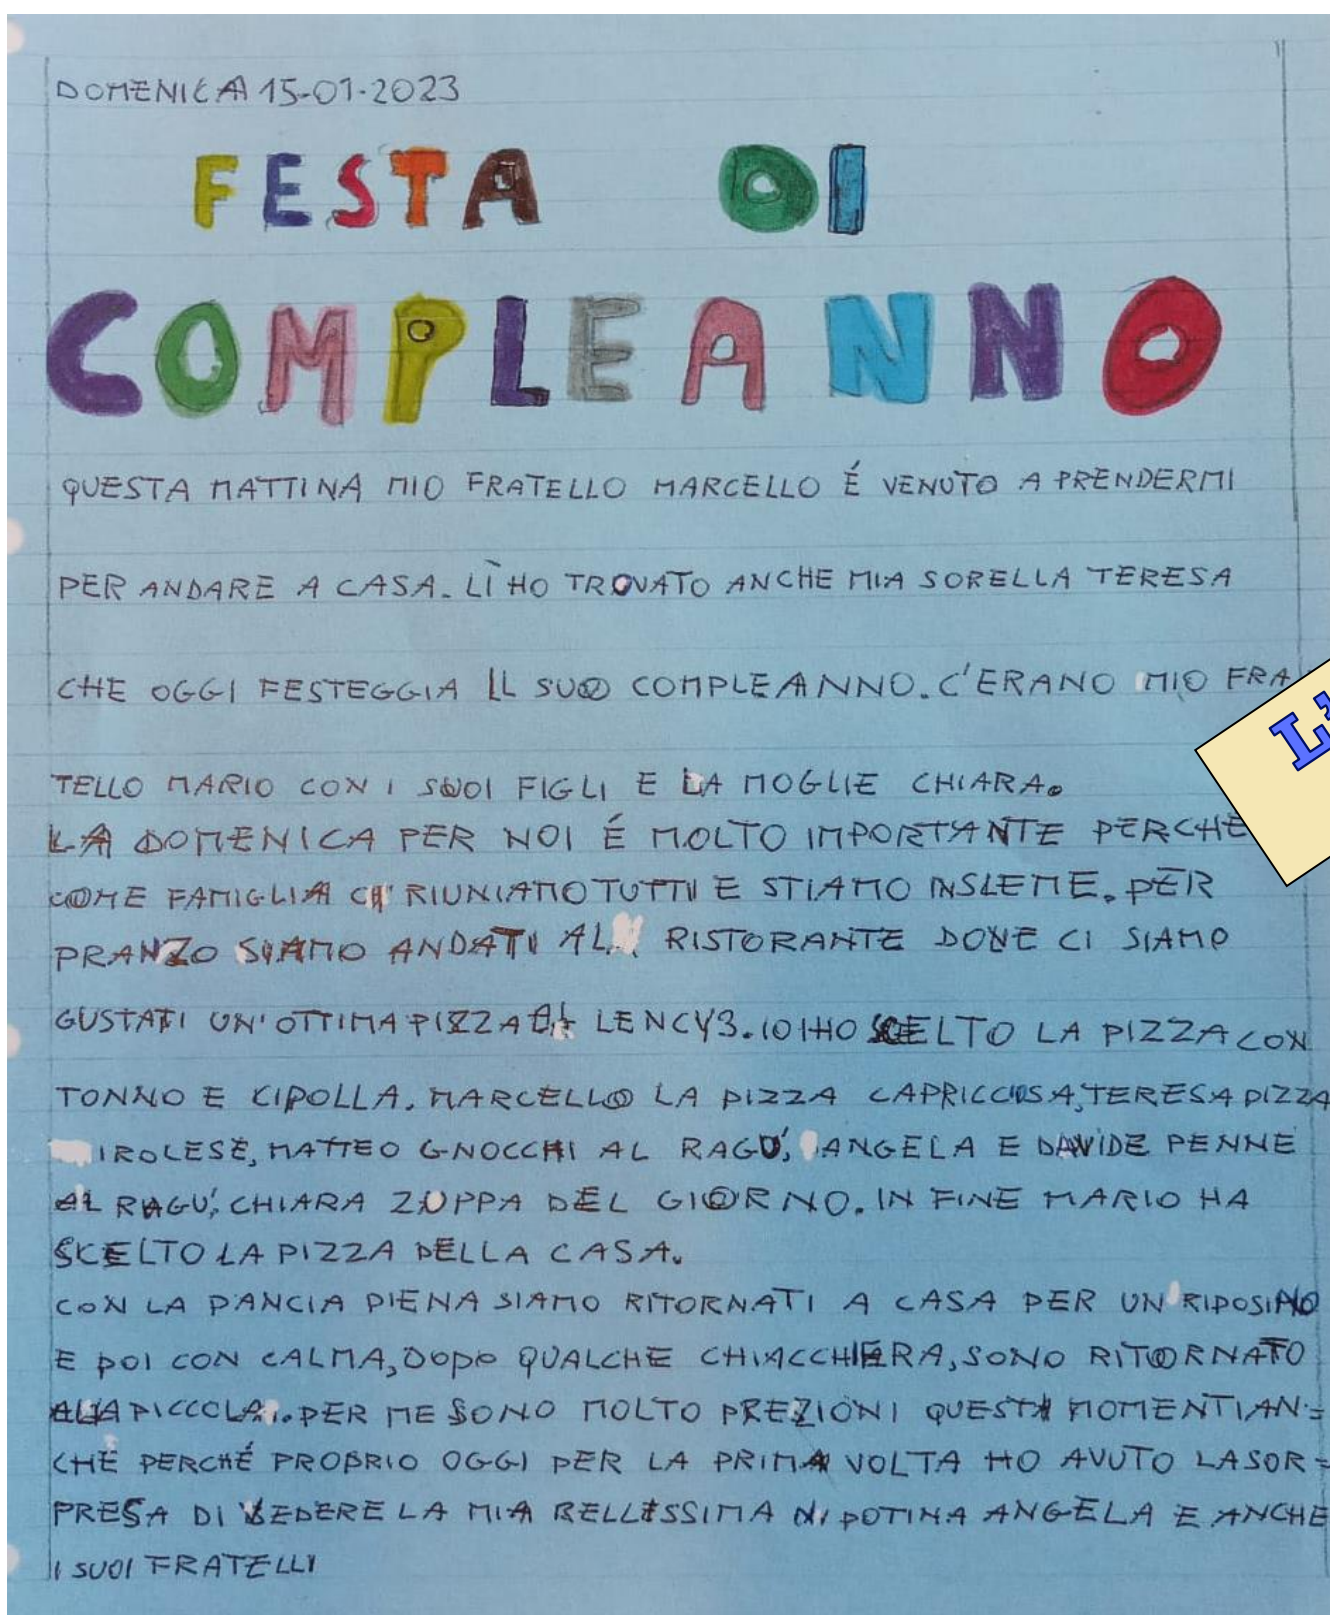 DOMENICA 15-01-2023
FESTA DI
COMPLEANNO
QUESTA MATTINA MIO FRATELLO MARCELLO É VENUTO A PRENDERMI
PER ANDARE A CASA. LÌ HO TROVATO ANCHE MIA SORELLA TERESA
CHE OGGI FESTEGGIA IL SUO COMPLEANNO. C'ERANO MIO FRA
TELLO MARIO CON I SUOI FIGLI E LA MOGLIE CHIARA.
LA DOMENICA PER NOI É MOLTO IMPORTANTE PERCHÉ
COME FAMIGLIA CI RIUNIAMO TUTTI E STIAMO INSIEME. PER
PRANZO SIAMO ANDATI AL RISTORANTE DOVE CI SIAMO
GUSTATI UN'OTTIMA PIZZA AL LENCY3. IO HO SCELTO LA PIZZA CON
TONNO E CIPOLLA, MARCELLO LA PIZZA CAPRICCIOSA, TERESA PIZZA
IROLESE, MATTEO GNOCCHI AL RAGU', ANGELA E DAVIDE PENNE
AL RAGU', CHIARA ZUPPA DEL GIORNO. IN FINE MARIO HA
SCELTO LA PIZZA DELLA CASA.
CON LA PANCIA PIENA SIAMO RITORNATI A CASA PER UN RIPOSINO
E POI CON CALMA, DOPO QUALCHE CHIACCHIERA, SONO RITORNATO
ALLA PICCOLA. PER ME SONO MOLTO PREZIONI QUESTI MOMENTI AN=
CHE PERCHÉ PROPRIO OGGI PER LA PRIMA VOLTA HO AVUTO LA SOR=
PRESA DI VEDERE LA MIA BELLISSIMA NIPOTINA ANGELA E ANCHE
I SUOI FRATELLI
L'